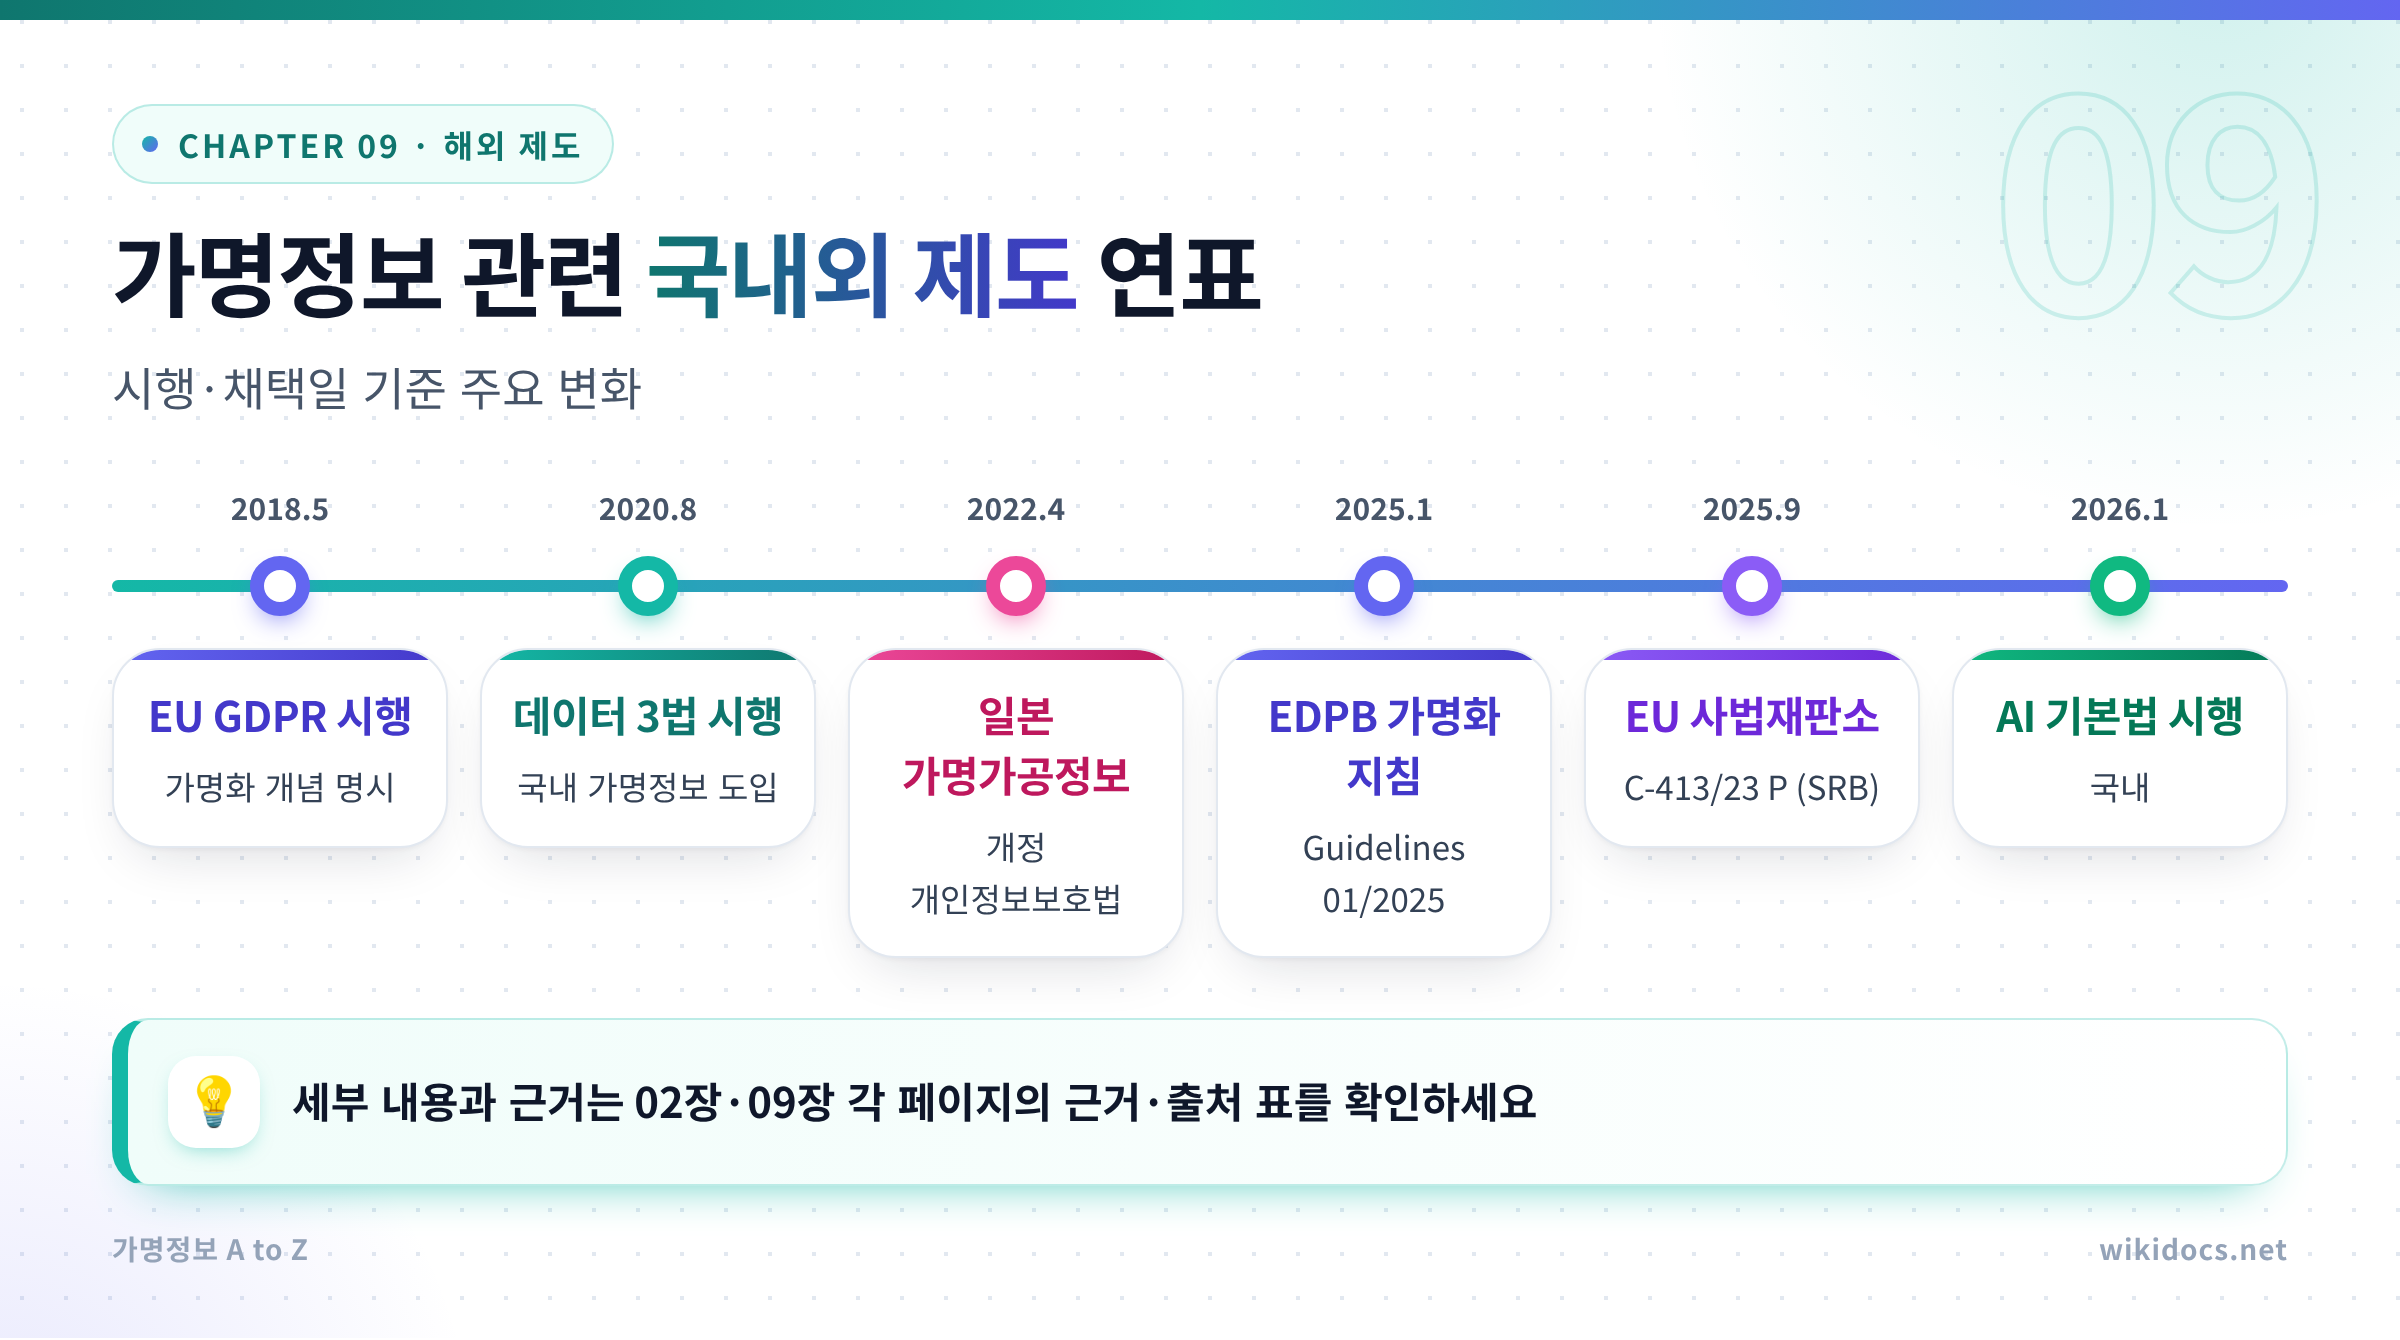 CHAPTER 09 · 해외 제도
09
가명정보 관련 국내외 제도 연표
시행·채택일 기준 주요 변화
2018.5
EU GDPR 시행
가명화 개념 명시
2020.8
데이터 3법 시행
국내 가명정보 도입
2022.4
일본
가명가공정보
개정
개인정보보호법
2025.1
EDPB 가명화
지침
Guidelines
01/2025
2025.9
EU 사법재판소
C-413/23 P (SRB)
2026.1
AI 기본법 시행
국내
세부 내용과 근거는 02장·09장 각 페이지의 근거·출처 표를 확인하세요
가명정보 A to Z
wikidocs.net